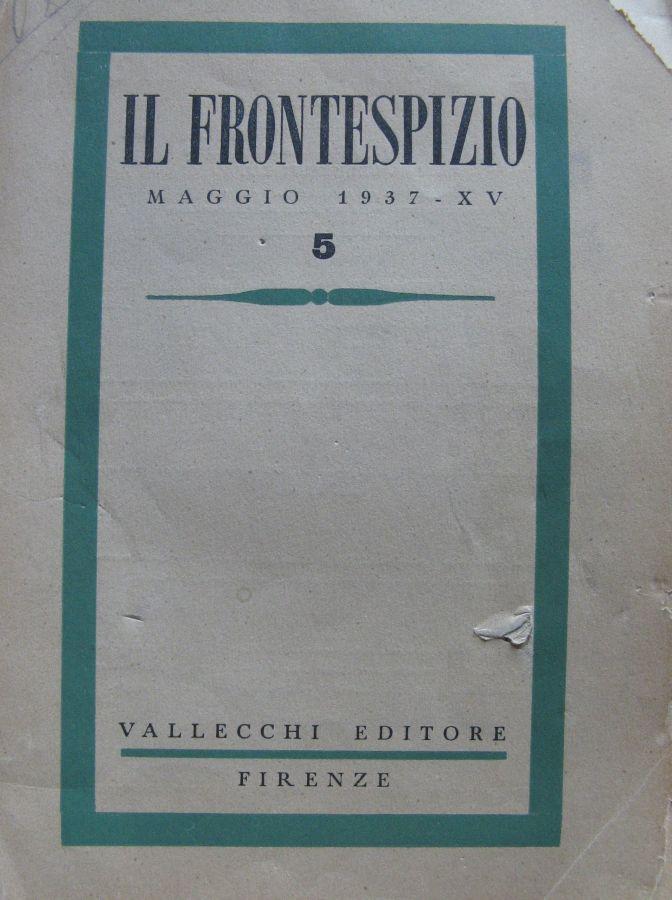 IL FRONTESPIZIO
MAGGIO 1937 - XV
5
VALLECCHI EDITORE
FIRENZE